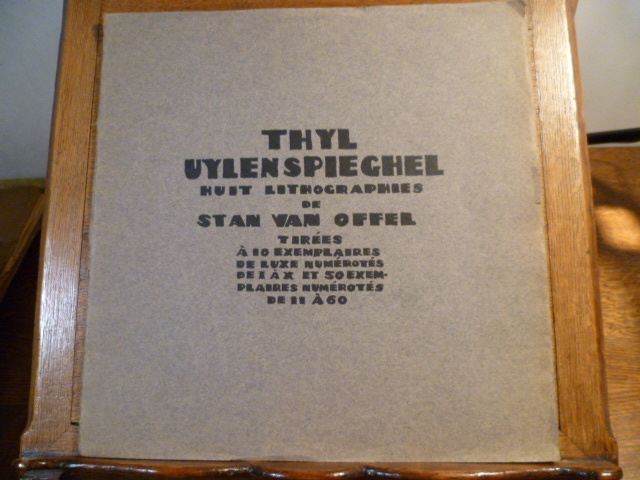 THYL
UYLENSPIEGHEL
HUIT LITHOGRAPHIES
DE
STAN VAN OFFEL
TIRÉES
À 10 EXEMPLAIRES
DE LUXE NUMÉROTÉS
DE I À X ET 50 EXEM-
PLAIRES NUMÉROTÉS
DE 11 À 60